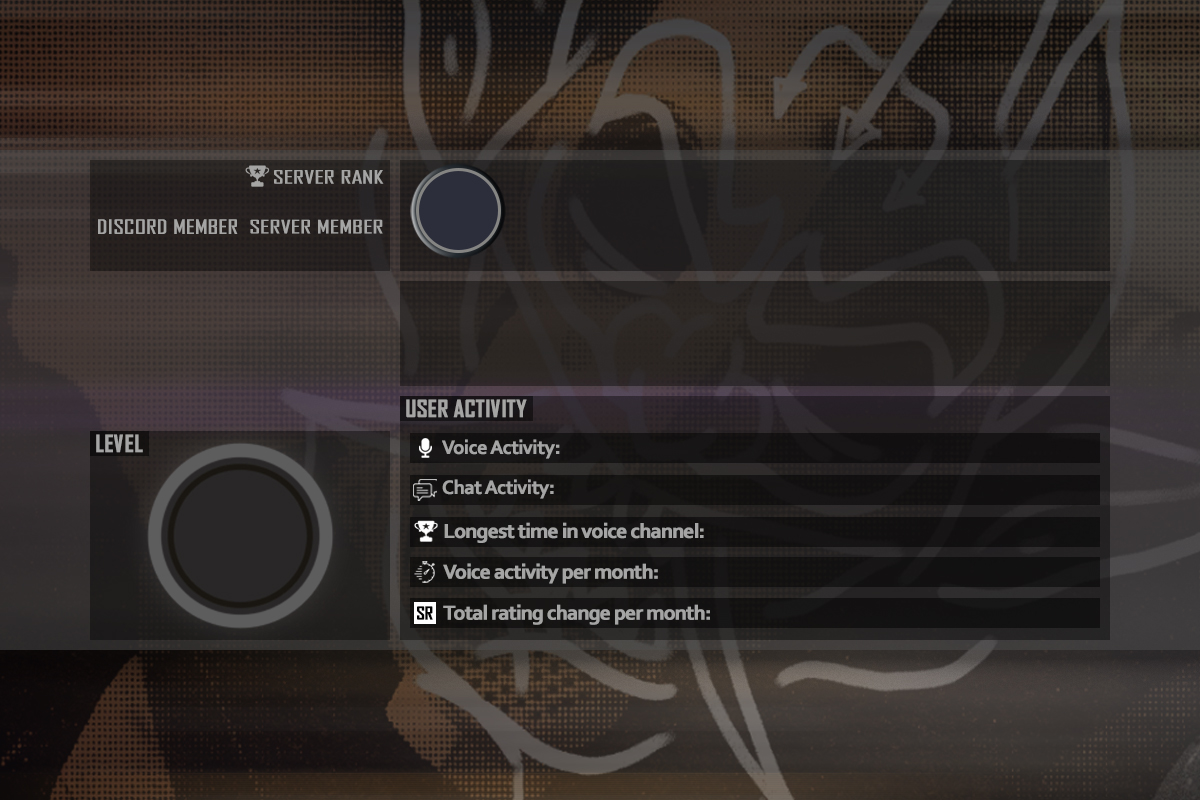 SERVER RANK
DISCORD MEMBER SERVER MEMBER
USER ACTIVITY
LEVEL
Voice Activity:
Chat Activity:
Longest time in voice channel:
Voice activity per month:
SR Total rating change per month: